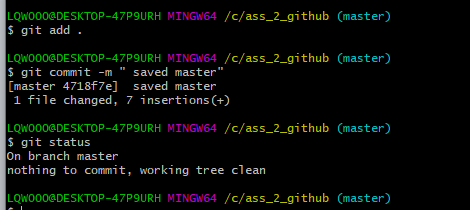 LQWOOO@DESKTOP-47P9URH MINGW64 /c/ass_2_github (master)
$ git add .
LQWOOO@DESKTOP-47P9URH MINGW64 /c/ass_2_github (master)
$ git commit -m " saved master"
[master 4718f7e]  saved master
 1 file changed, 7 insertions(+)
LQWOOO@DESKTOP-47P9URH MINGW64 /c/ass_2_github (master)
$ git status
On branch master
nothing to commit, working tree clean
LQWOOO@DESKTOP-47P9URH MINGW64 /c/ass_2_github (master)
$